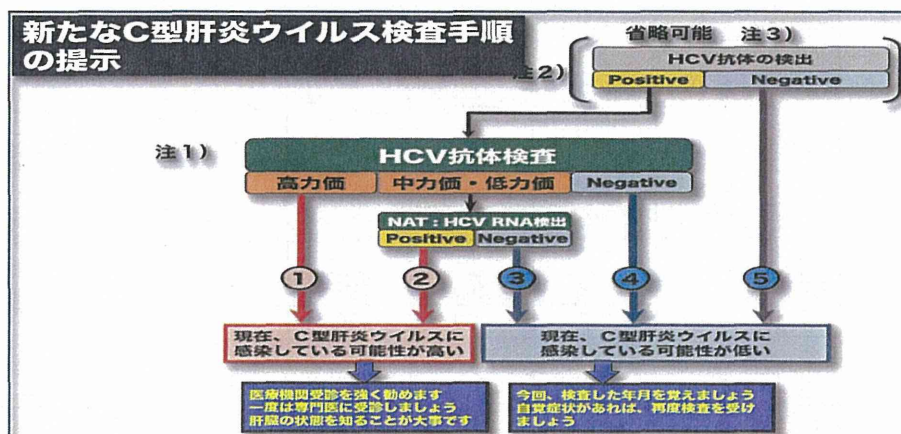 新たなC型肝炎ウイルス検査手順
の提示
省略可能 注3)
注2)
HCV抗体の検出
Positive Negative
注1)
HCV抗体検査
高力価 中力価・低力価 Negative
NAT:HCV RNA検出
Positive Negative
① ② ③ ④ ⑤
現在、C型肝炎ウイルスに
感染している可能性が高い
現在、C型肝炎ウイルスに
感染している可能性が低い
医療機関受診を強く勧めます
一度は専門医に受診しましょう
肝臓の状態を知ることが大事です
今回、検査した年月を覚えましょう
自覚症状があれば、再度検査を受け
ましょう